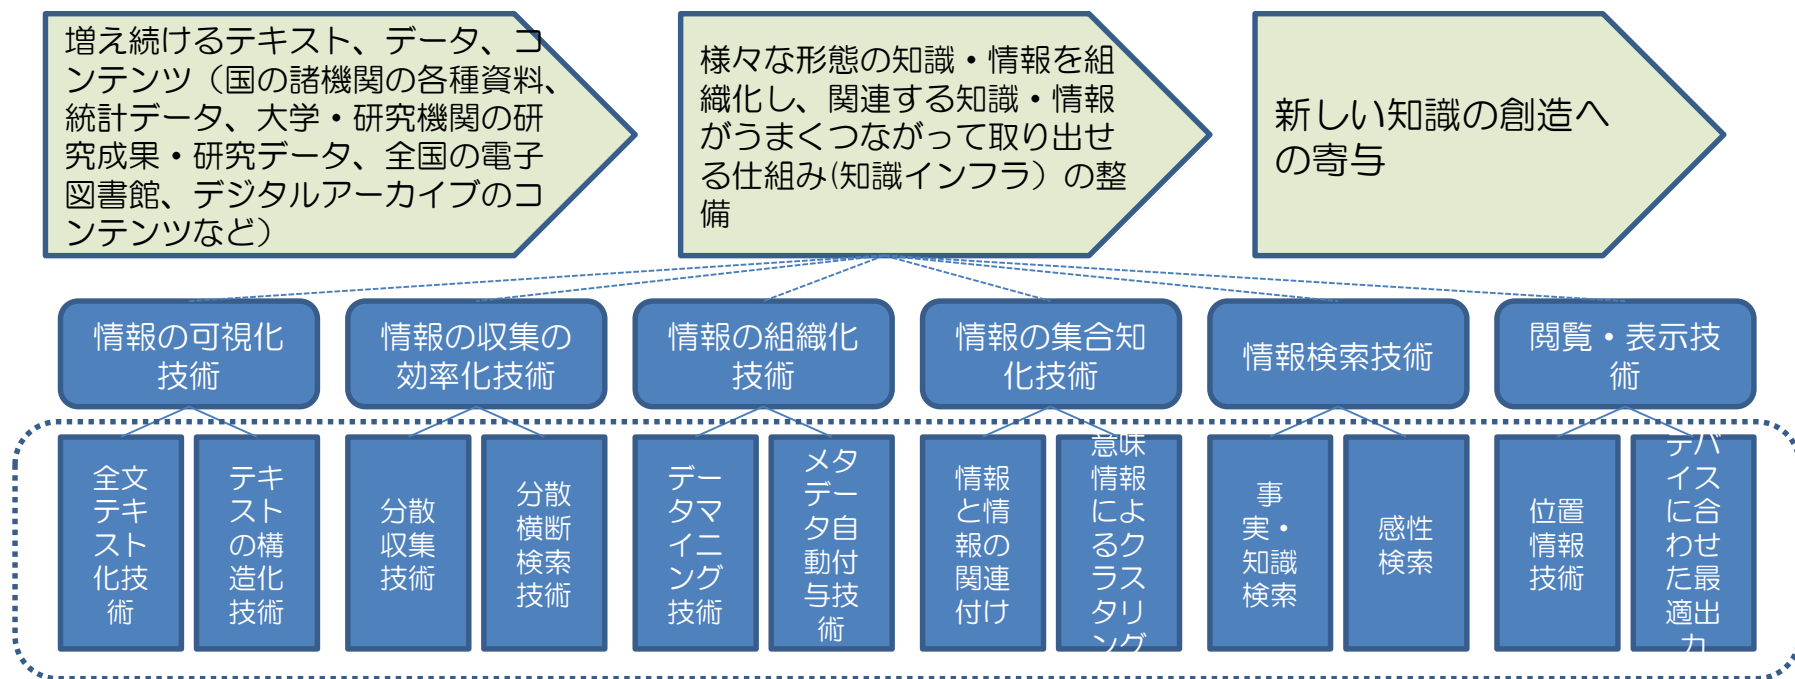 増え続けるテキスト、データ、コ
ンテンツ（国の諸機関の各種資料、
統計データ、大学・研究機関の研
究成果・研究データ、全国の電子
図書館、デジタルアーカイブのコ
ンテンツなど）
様々な形態の知識・情報を組
織化し、関連する知識・情報
がうまくつながって取り出せ
る仕組み(知識インフラ）の整
備
新しい知識の創造へ
の寄与
情報の可視化
技術
情報の収集の
効率化技術
情報の組織化
技術
情報の集合知
化技術
情報検索技術
閲覧・表示技
術
全文
テキ
スト
化技
術
テキ
スト
の構
造化
技術
分散
収集
技術
分散
横断
検索
技術
デー
タマ
イニ
ング
技術
メタ
デー
タ自
動付
与技
術
情報
と情
報の
関連
付け
意味
情報
によ
るク
ラス
タリ
ング
事
実・
知識
検索
感性
検索
位置
情報
技術
デバ
イス
に合
わせ
た最
適出
力